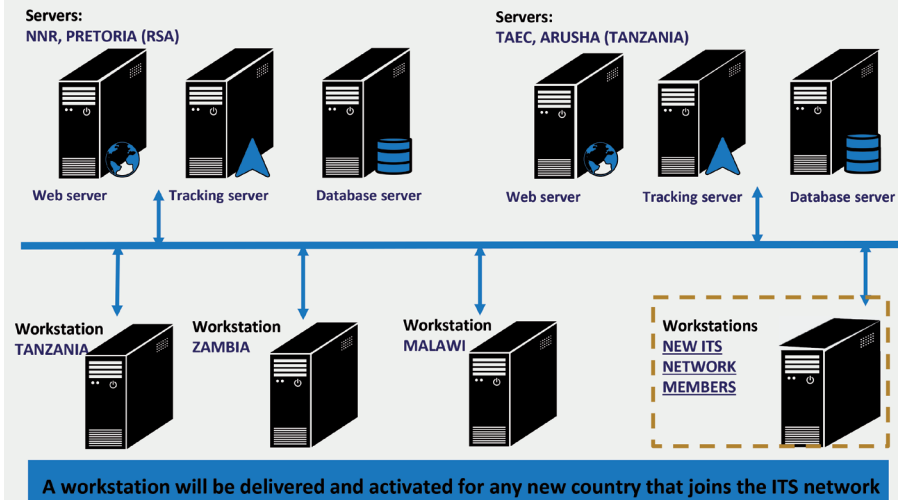 Servers:
NNR, PRETORIA (RSA)
Servers:
TAEC, ARUSHA (TANZANIA)
Web server
Tracking server
Database server
Web server
Tracking server
Database server
Workstation
TANZANIA
Workstation
ZAMBIA
Workstation
MALAWI
Workstations
NEW ITS
NETWORK
MEMBERS
A workstation will be delivered and activated for any new country that joins the ITS network